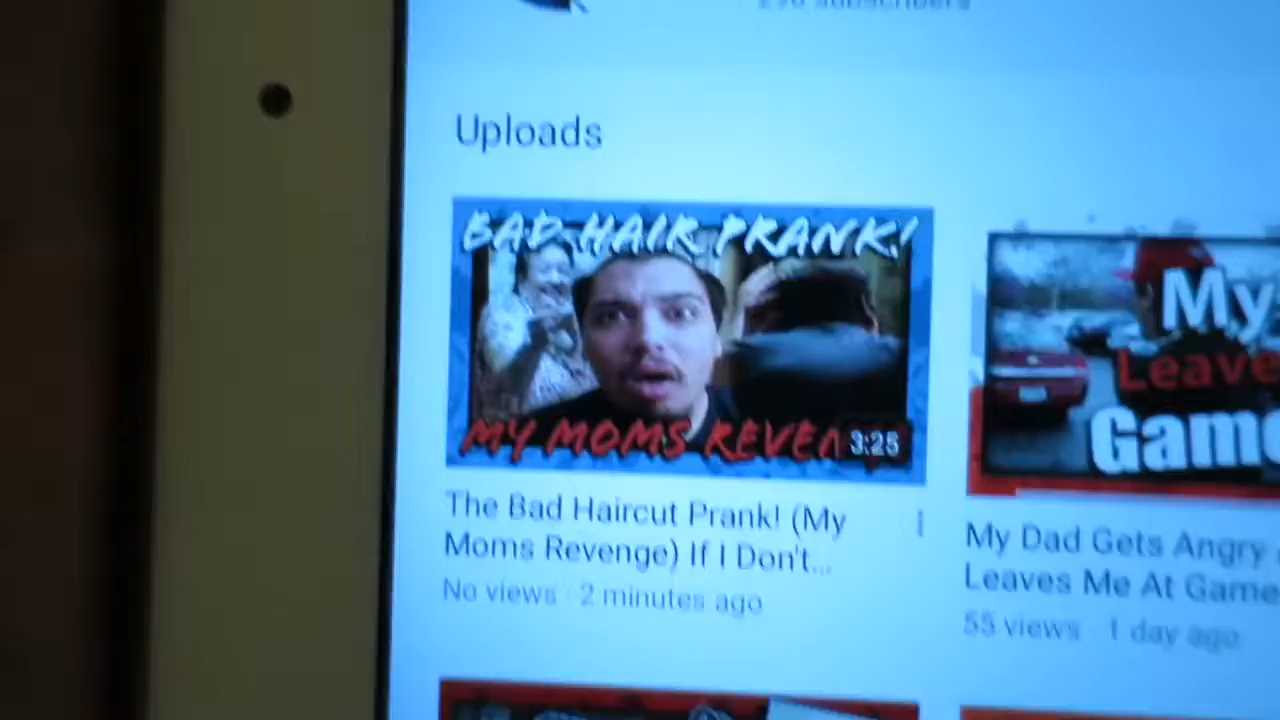 subscribers
Uploads
BAD HAIR PRANK!
MY MOMS REVEN
3:25
The Bad Haircut Prank! (My
Moms Revenge) If I Don't...
No views · 2 minutes ago
My
Leave
Game
My Dad Gets Angry
Leaves Me At Game
55 views · 1 day ago